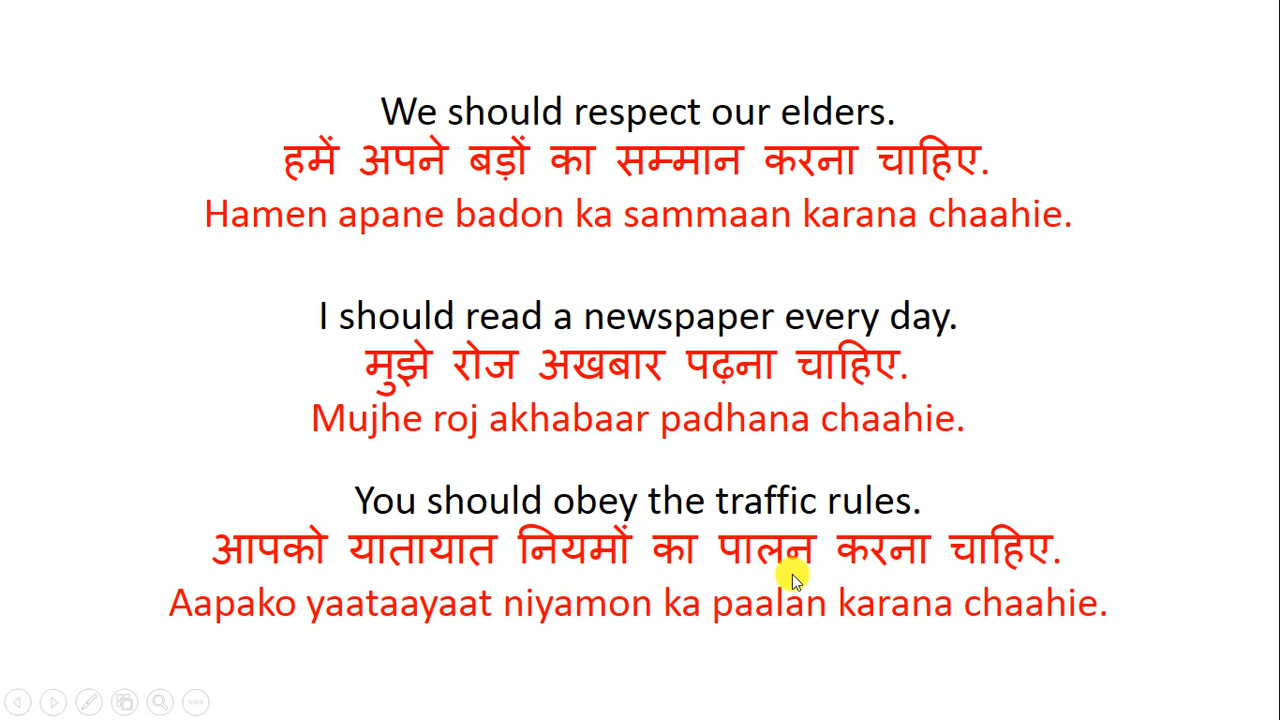 We should respect our elders.
हमें अपने बड़ों का सम्मान करना चाहिए.
Hamen apane badon ka sammaan karana chaahie.
I should read a newspaper every day.
मुझे रोज अखबार पढ़ना चाहिए.
Mujhe roj akhabaar padhana chaahie.
You should obey the traffic rules.
आपको यातायात नियमों का पालन करना चाहिए.
Aapako yaataayaat niyamon ka paalan karana chaahie.